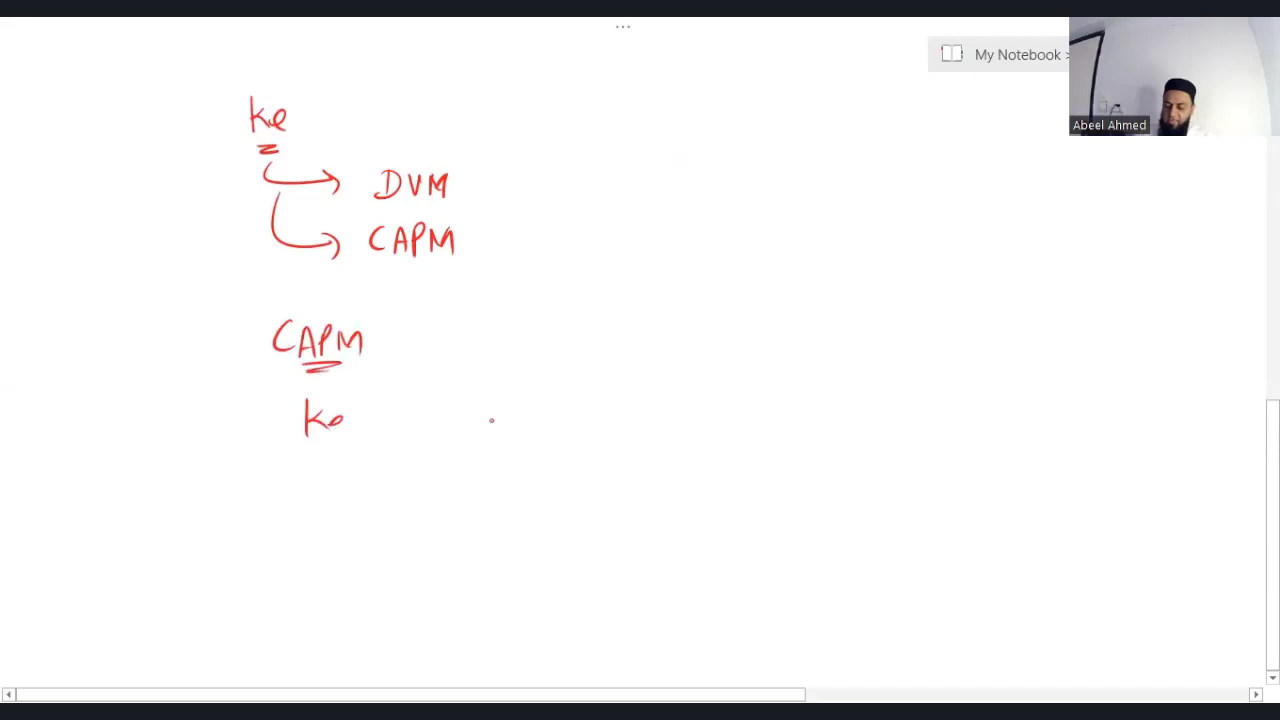 ...
My Notebook >
Abeel Ahmed
ke
DVM
CAPM
CAPM
ke